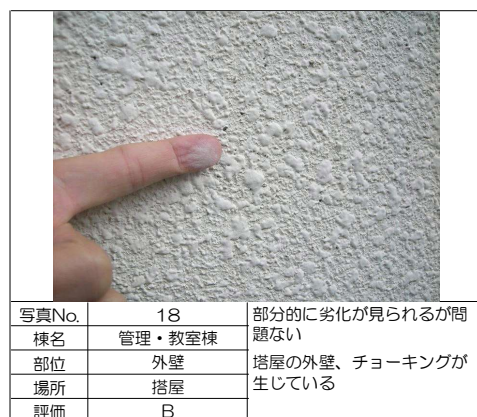 写真No. 18 部分的に劣化が見られるが問
棟名 管理・教室棟 題ない
部位 外壁 塔屋の外壁、チョーキングが
場所 搭屋 生じている
評価 B